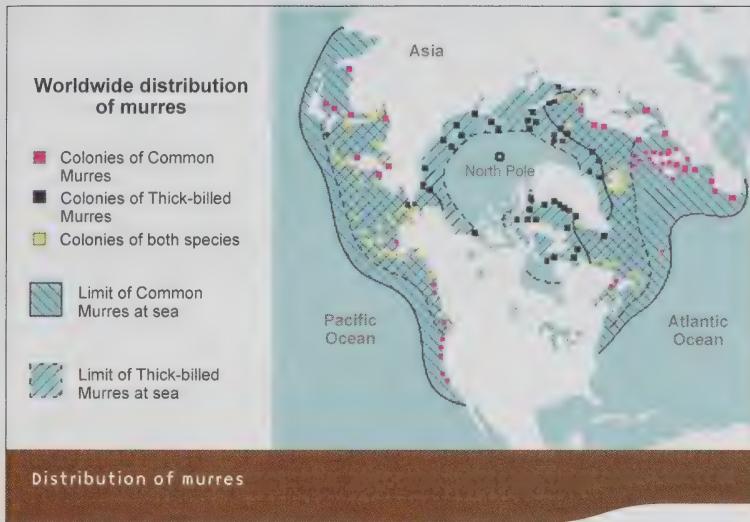 Worldwide distribution
of murres
Colonies of Common
Murres
Colonies of Thick-billed
Murres
Colonies of both species
Limit of Common
Murres at sea
Limit of Thick-billed
Murres at sea
Asia
North Pole
Pacific
Ocean
Atlantic
Ocean
Distribution of murres